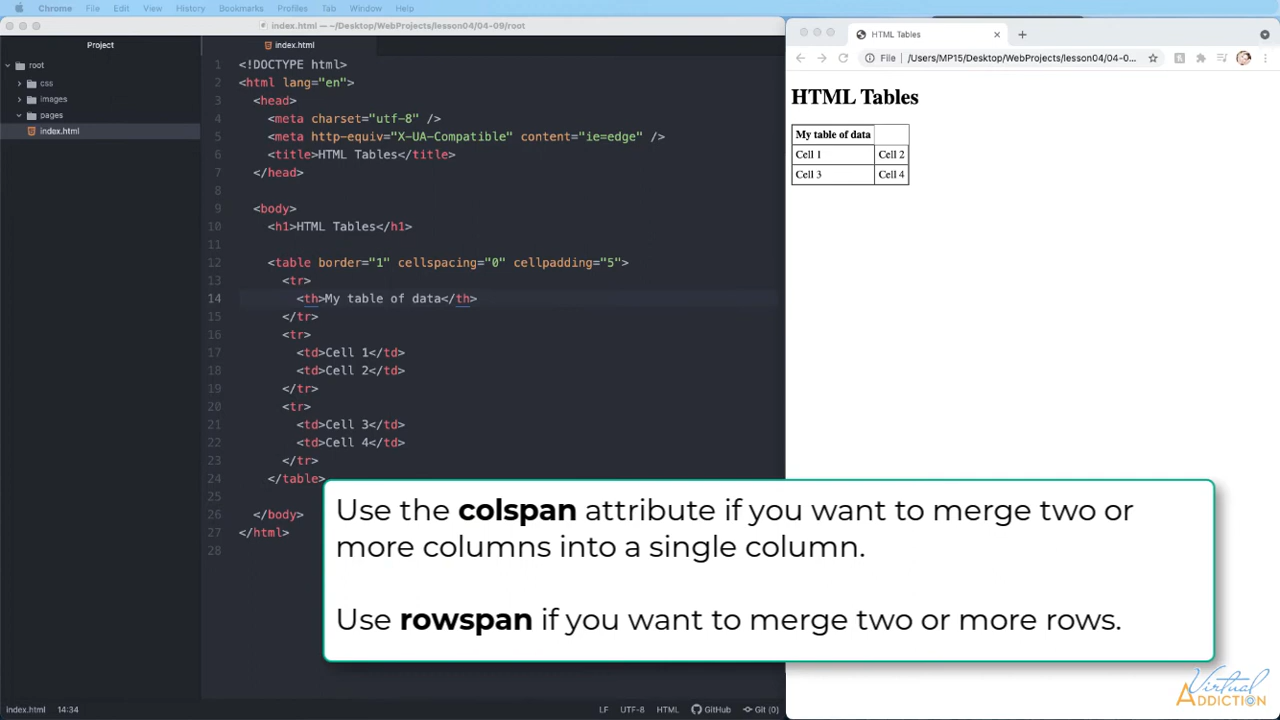 Chrome File Edit View History Bookmarks Profiles Tab Window Help
index.html — ~/Desktop/WebProjects/lesson04/04-09/root
Project
index.html
root
css
images
pages
index.html
1 <!DOCTYPE html>
2 <html lang="en">
3 <head>
4 <meta charset="utf-8" />
5 <meta http-equiv="X-UA-Compatible" content="ie=edge" />
6 <title>HTML Tables</title>
7 </head>
8
9 <body>
10 <h1>HTML Tables</h1>
11
12 <table border="1" cellspacing="0" cellpadding="5">
13 <tr>
14 <th>My table of data</th>
15 </tr>
16 <tr>
17 <td>Cell 1</td>
18 <td>Cell 2</td>
19 </tr>
20 <tr>
21 <td>Cell 3</td>
22 <td>Cell 4</td>
23 </tr>
24 </table>
25
26 </body>
27 </html>
28
index.html 14:34 LF UTF-8 HTML GitHub Git (0)
HTML Tables
File /Users/MP15/Desktop/WebProjects/lesson04/04-0...
HTML Tables
My table of data
Cell 1 Cell 2
Cell 3 Cell 4
Use the colspan attribute if you want to merge two or
more columns into a single column.
Use rowspan if you want to merge two or more rows.
Virtual
ADDICTION